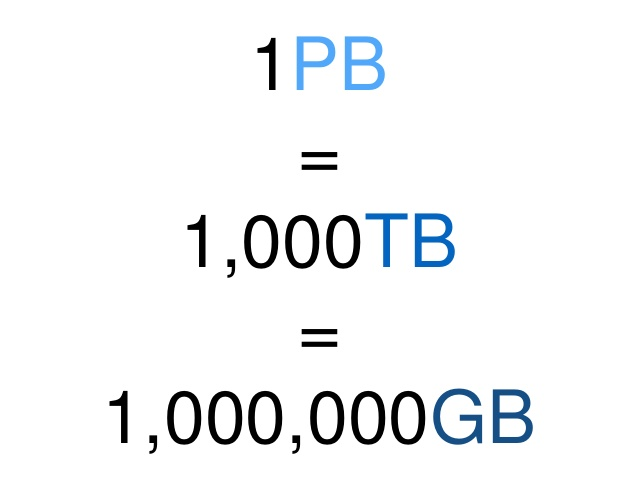 1PB
=
1,000TB
=
1,000,000GB